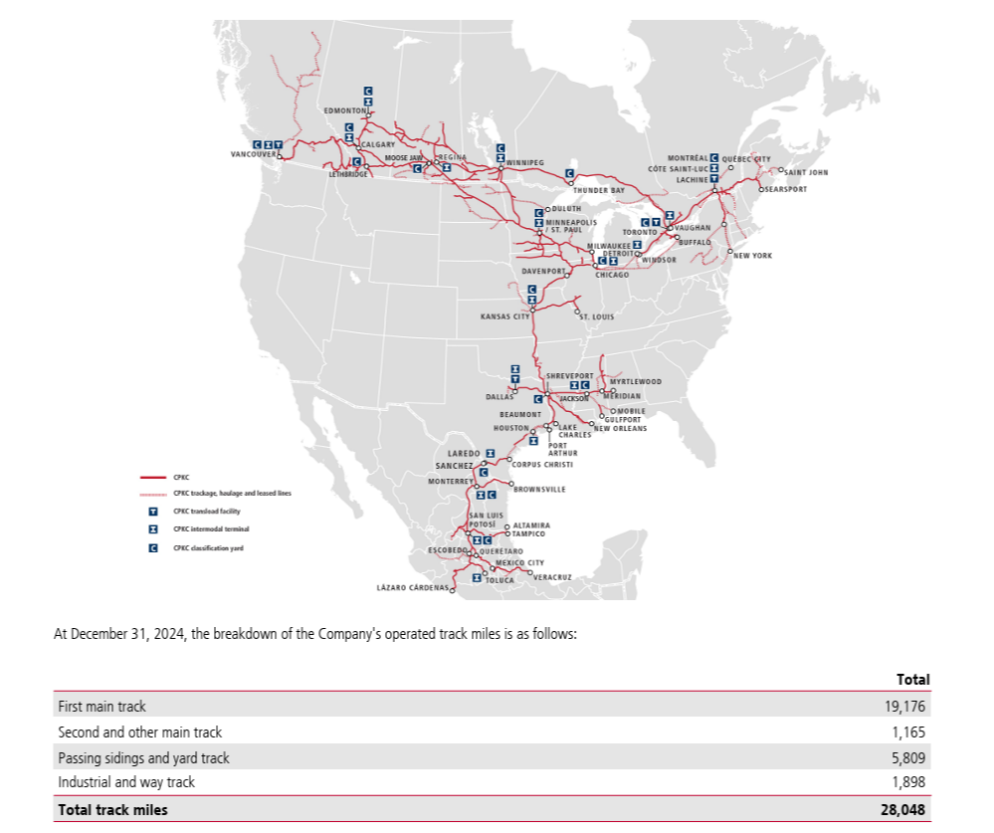 EDMONTON
C
I
C
I
CALGARY
C I T
VANCOUVER
C
LETHBRIDGE
MOOSE JAW
C
REGINA
I
C
I
WINNIPEG
C
THUNDER BAY
MONTRÉAL C QUÉBEC CITY
CÔTE SAINT-LUC I
LACHINE T
SAINT JOHN
SEARSPORT
DULUTH
C
I MINNEAPOLIS
/ ST. PAUL
I
C T
TORONTO
VAUGHAN
BUFFALO
MILWAUKEE I
DETROIT
WINDSOR
C I
CHICAGO
NEW YORK
DAVENPORT
C
I
KANSAS CITY
ST. LOUIS
I
T
DALLAS
SHREVEPORT
C
I C
JACKSON
MYRTLEWOOD
MERIDIAN
MOBILE
GULFPORT
NEW ORLEANS
BEAUMONT
HOUSTON
I
LAKE
CHARLES
PORT
ARTHUR
LAREDO I
SANCHEZ
C
CORPUS CHRISTI
MONTERREY
I C
BROWNSVILLE
SAN LUIS
POTOSÍ
I C
ALTAMIRA
TAMPICO
ESCOBEDO
QUERÉTARO
MEXICO CITY
I TOLUCA
VERACRUZ
LÁZARO CÁRDENAS
CPKC
CPKC trackage, haulage and leased lines
T CPKC transload facility
I CPKC intermodal terminal
C CPKC classification yard
At December 31, 2024, the breakdown of the Company's operated track miles is as follows:
Total
First main track 19,176
Second and other main track 1,165
Passing sidings and yard track 5,809
Industrial and way track 1,898
Total track miles 28,048